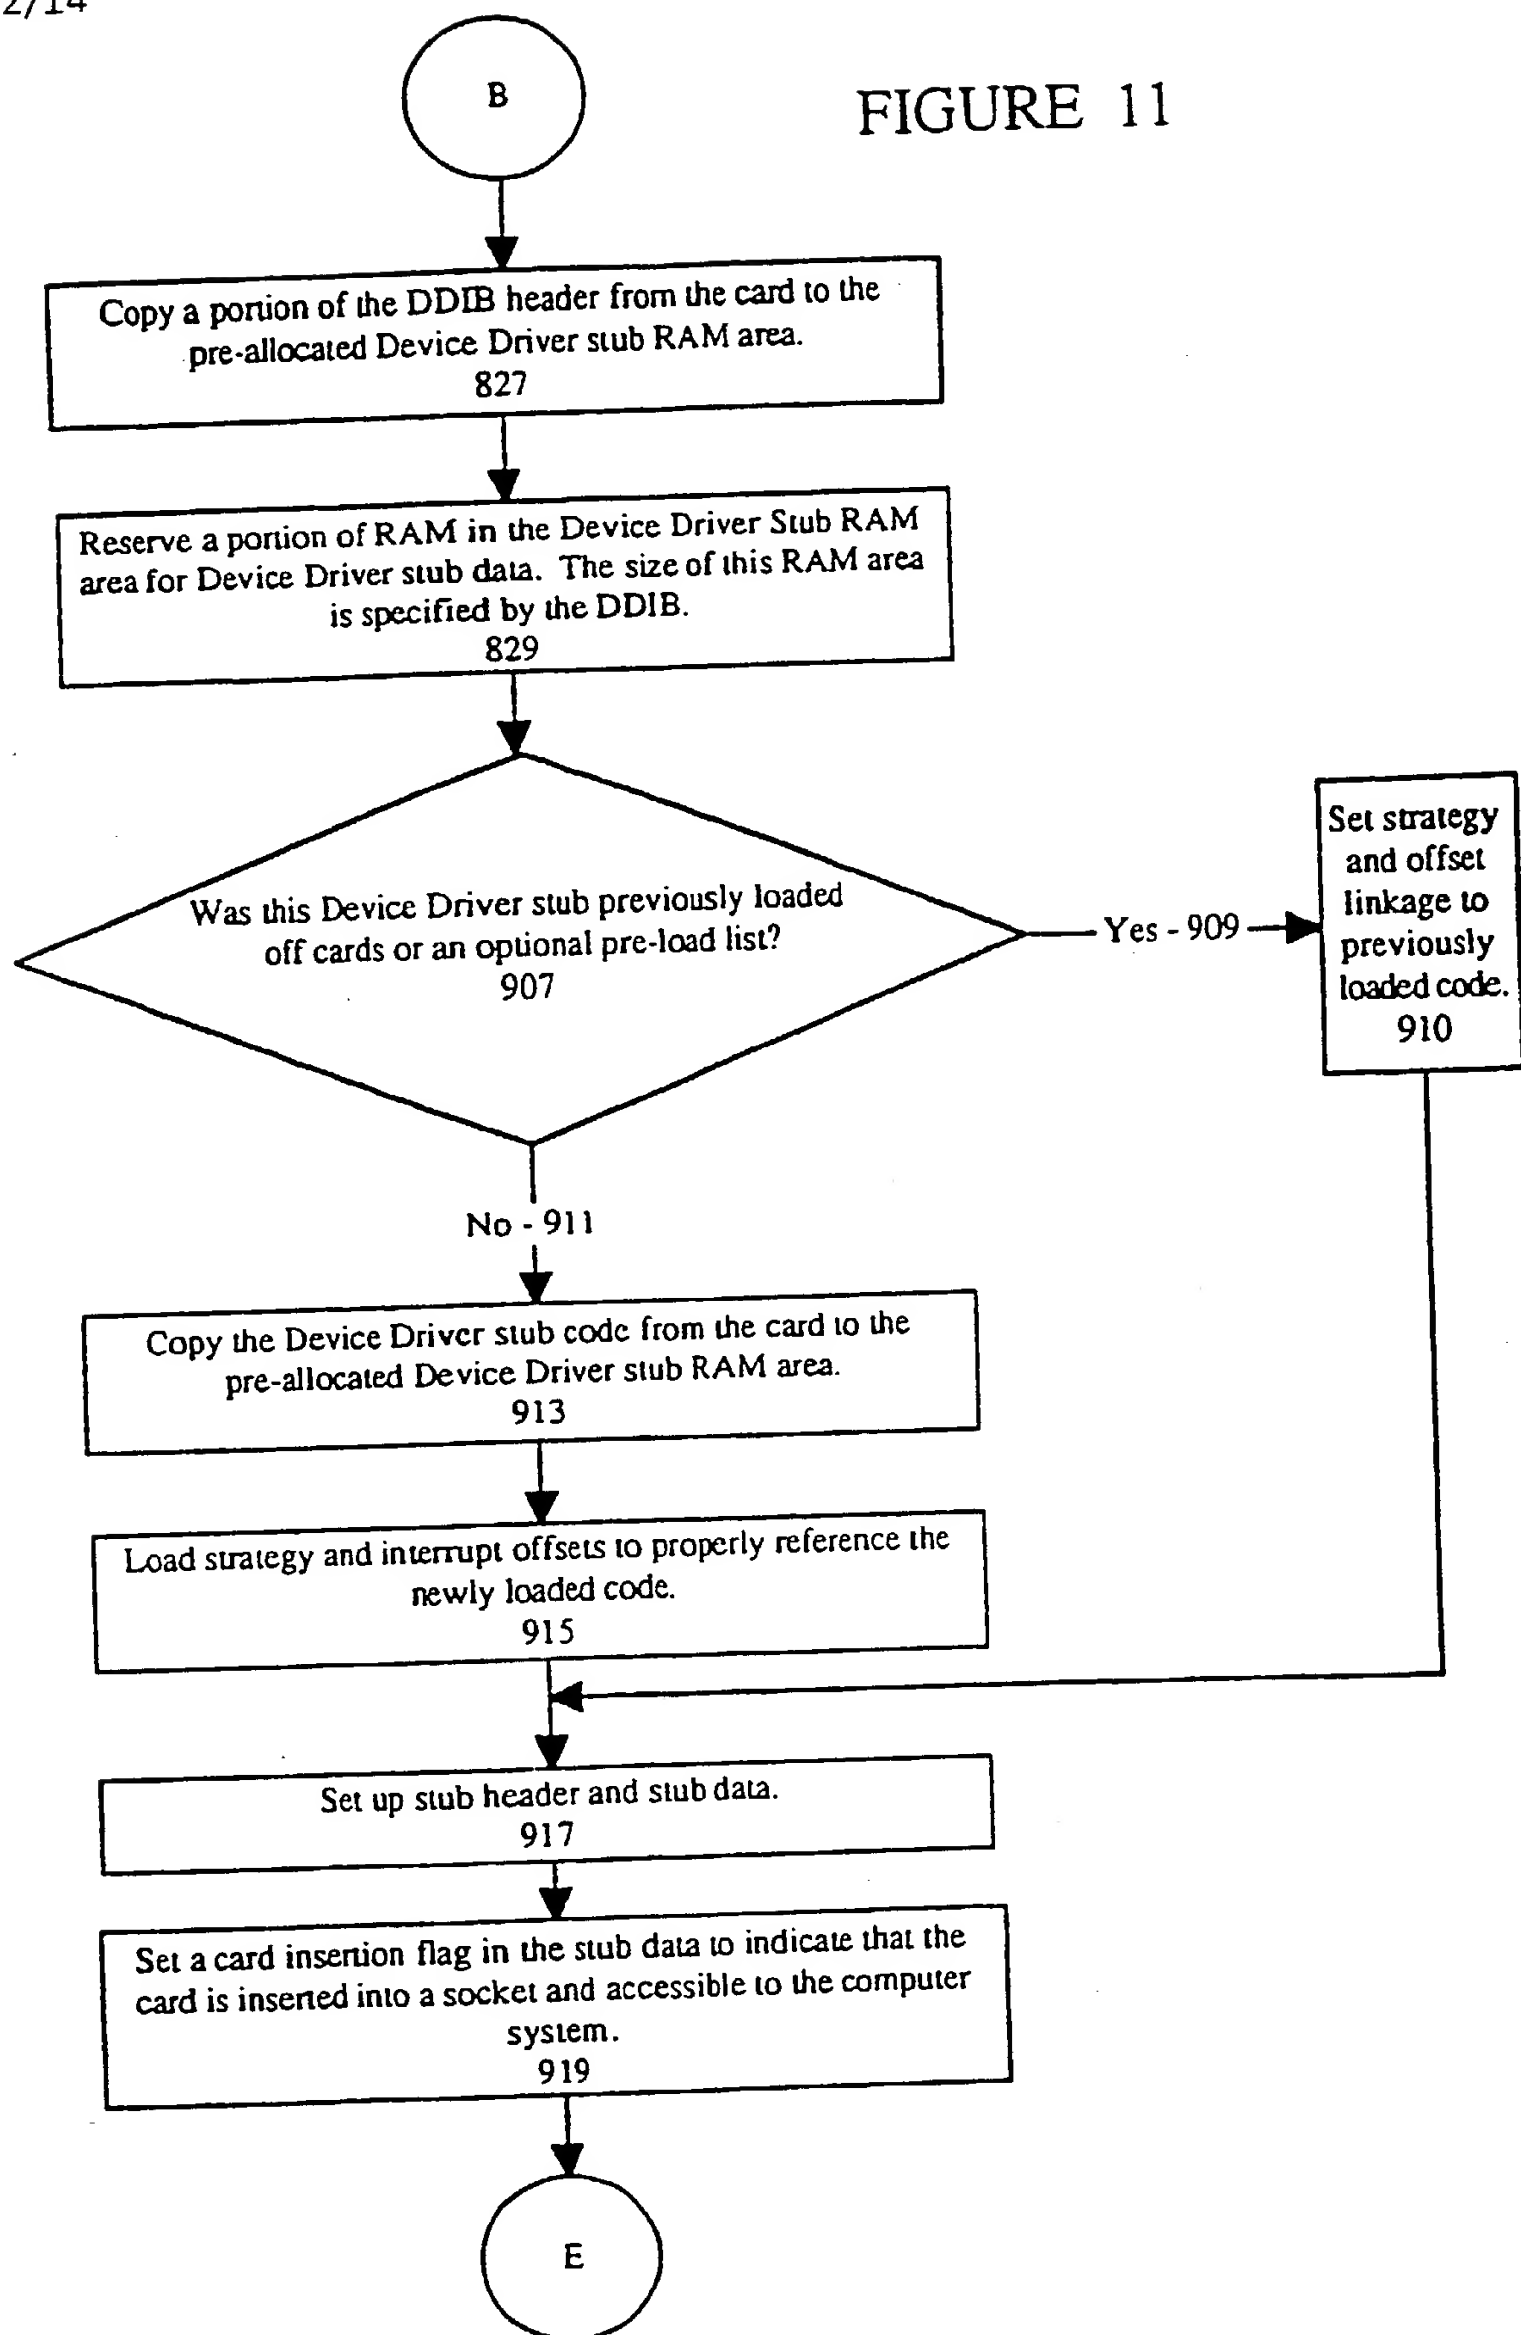 2/14
B
FIGURE 11
Copy a portion of the DDIB header from the card to the
pre-allocated Device Driver stub RAM area.
827
Reserve a portion of RAM in the Device Driver Stub RAM
area for Device Driver stub data. The size of this RAM area
is specified by the DDIB.
829
Was this Device Driver stub previously loaded
off cards or an optional pre-load list?
907
Yes - 909
Set strategy
and offset
linkage to
previously
loaded code.
910
No - 911
Copy the Device Driver stub code from the card to the
pre-allocated Device Driver stub RAM area.
913
Load strategy and interrupt offsets to properly reference the
newly loaded code.
915
Set up stub header and stub data.
917
Set a card insertion flag in the stub data to indicate that the
card is inserted into a socket and accessible to the computer
system.
919
E